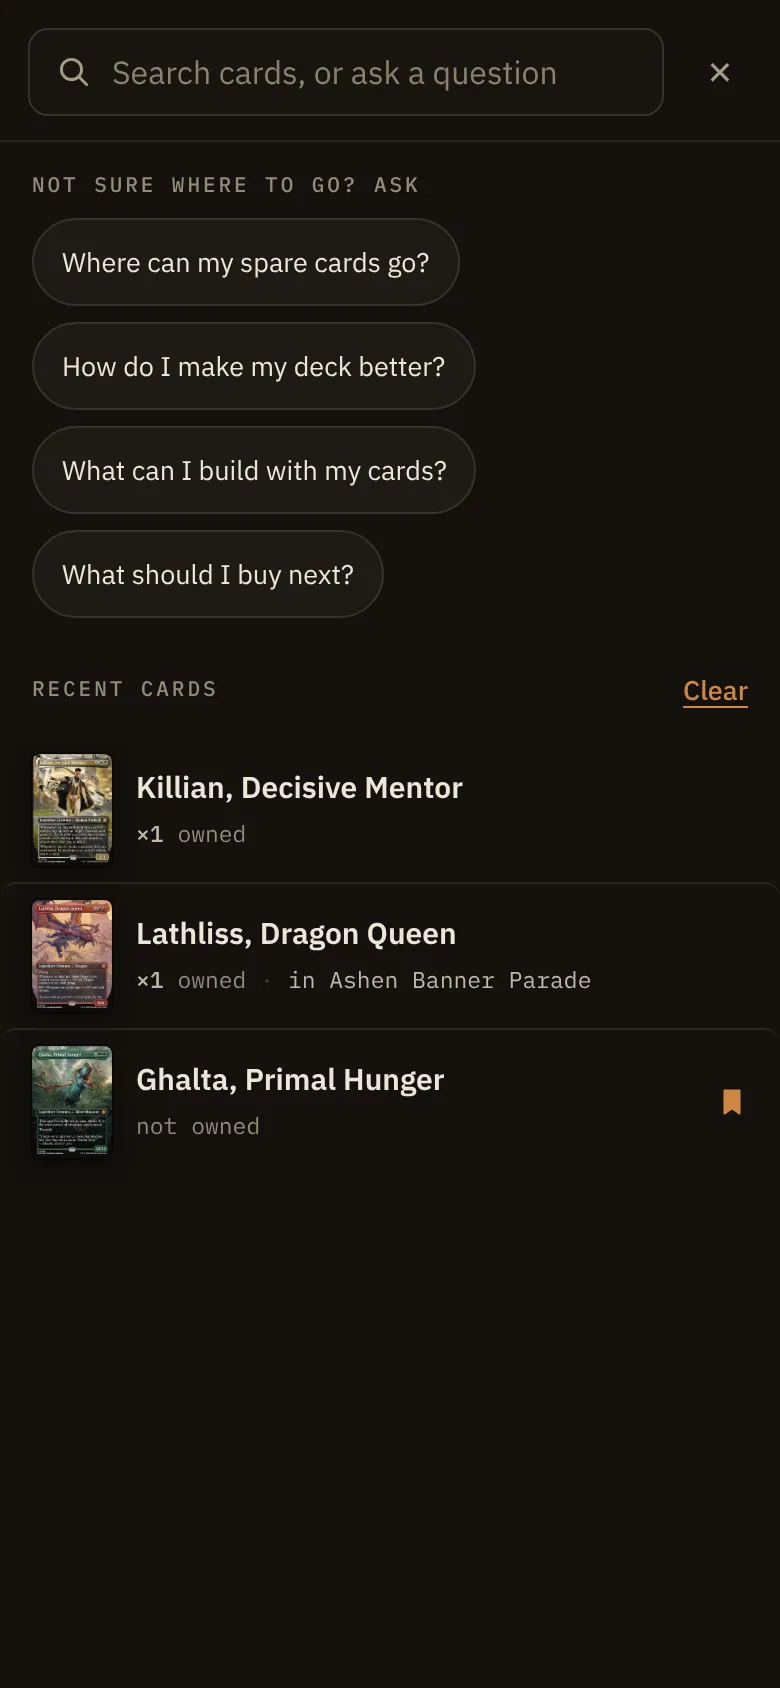 Search cards, or ask a question
NOT SURE WHERE TO GO? ASK
Where can my spare cards go?
How do I make my deck better?
What can I build with my cards?
What should I buy next?
RECENT CARDS
Clear
Killian, Decisive Mentor
×1 owned
Lathliss, Dragon Queen
×1 owned · in Ashen Banner Parade
Ghalta, Primal Hunger
not owned